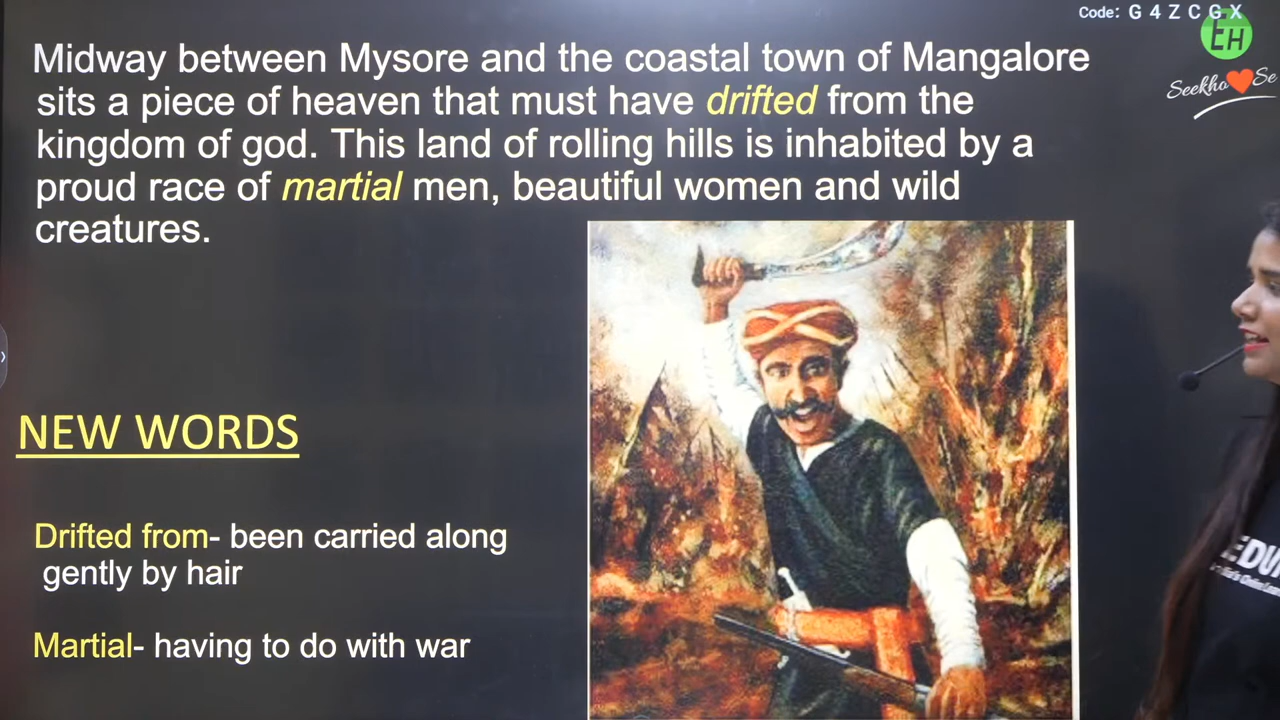 Code: G 4 Z C G X
EH
Seekho Se
Midway between Mysore and the coastal town of Mangalore
sits a piece of heaven that must have drifted from the
kingdom of god. This land of rolling hills is inhabited by a
proud race of martial men, beautiful women and wild
creatures.
NEW WORDS
Drifted from- been carried along
gently by hair
Martial- having to do with war